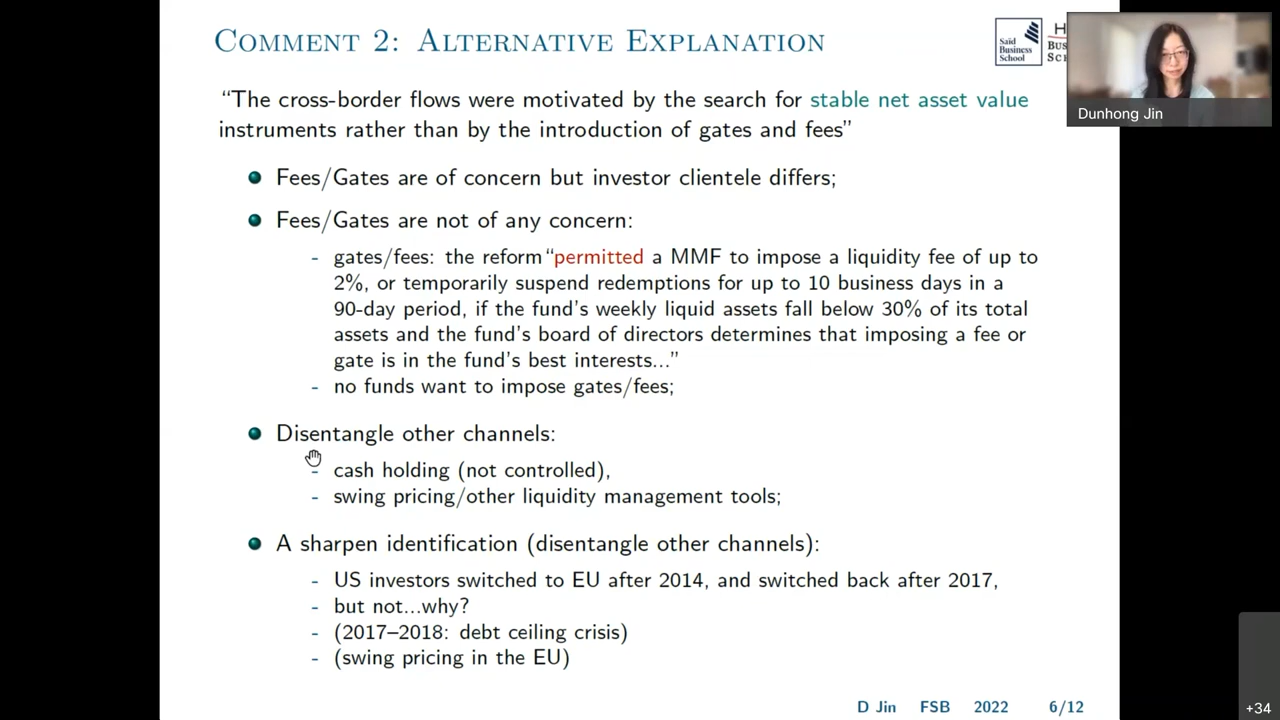 COMMENT 2: ALTERNATIVE EXPLANATION
Saïd
Business
School
H
BUS
SC
Dunhong Jin
“The cross-border flows were motivated by the search for stable net asset value
instruments rather than by the introduction of gates and fees”
Fees/Gates are of concern but investor clientele differs;
Fees/Gates are not of any concern:
- gates/fees: the reform “permitted a MMF to impose a liquidity fee of up to
2%, or temporarily suspend redemptions for up to 10 business days in a
90-day period, if the fund’s weekly liquid assets fall below 30% of its total
assets and the fund’s board of directors determines that imposing a fee or
gate is in the fund’s best interests...”
- no funds want to impose gates/fees;
Disentangle other channels:
- cash holding (not controlled),
- swing pricing/other liquidity management tools;
A sharpen identification (disentangle other channels):
- US investors switched to EU after 2014, and switched back after 2017,
- but not...why?
- (2017–2018: debt ceiling crisis)
- (swing pricing in the EU)
D Jin FSB 2022 6/12
+34